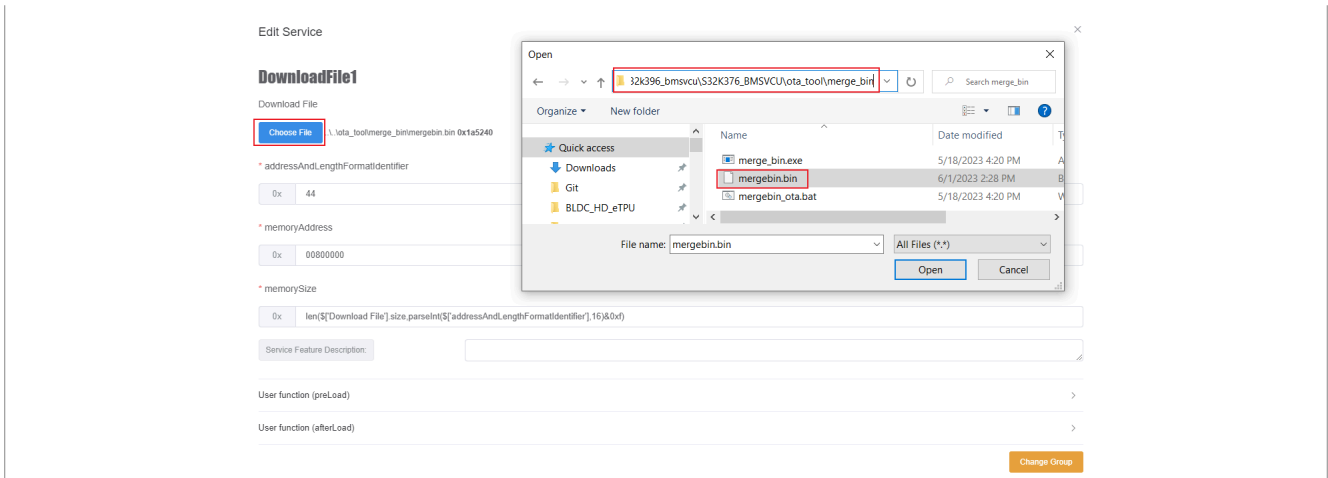 Edit Service
DownloadFile1
Download File
Choose File .\..\ota_tool\merge_bin\mergebin.bin 0x1a5240
* addressAndLengthFormatIdentifier
0x 44
* memoryAddress
0x 00800000
* memorySize
0x len($['Download File'].size,parseInt($['addressAndLengthFormatIdentifier'],16)&0xf)
Service Feature Description:
User function (preLoad)
User function (afterLoad)
Change Group
Open
32k396_bmsvcu\S32K376_BMSVCU\ota_tool\merge_bin
Search merge_bin
Organize New folder
Quick access
Downloads
Git
BLDC_HD_eTPU
Name Date modified Ty
merge_bin.exe 5/18/2023 4:20 PM A
mergebin.bin 6/1/2023 2:28 PM B
mergebin_ota.bat 5/18/2023 4:20 PM W
File name: mergebin.bin All Files (*.*)
Open Cancel